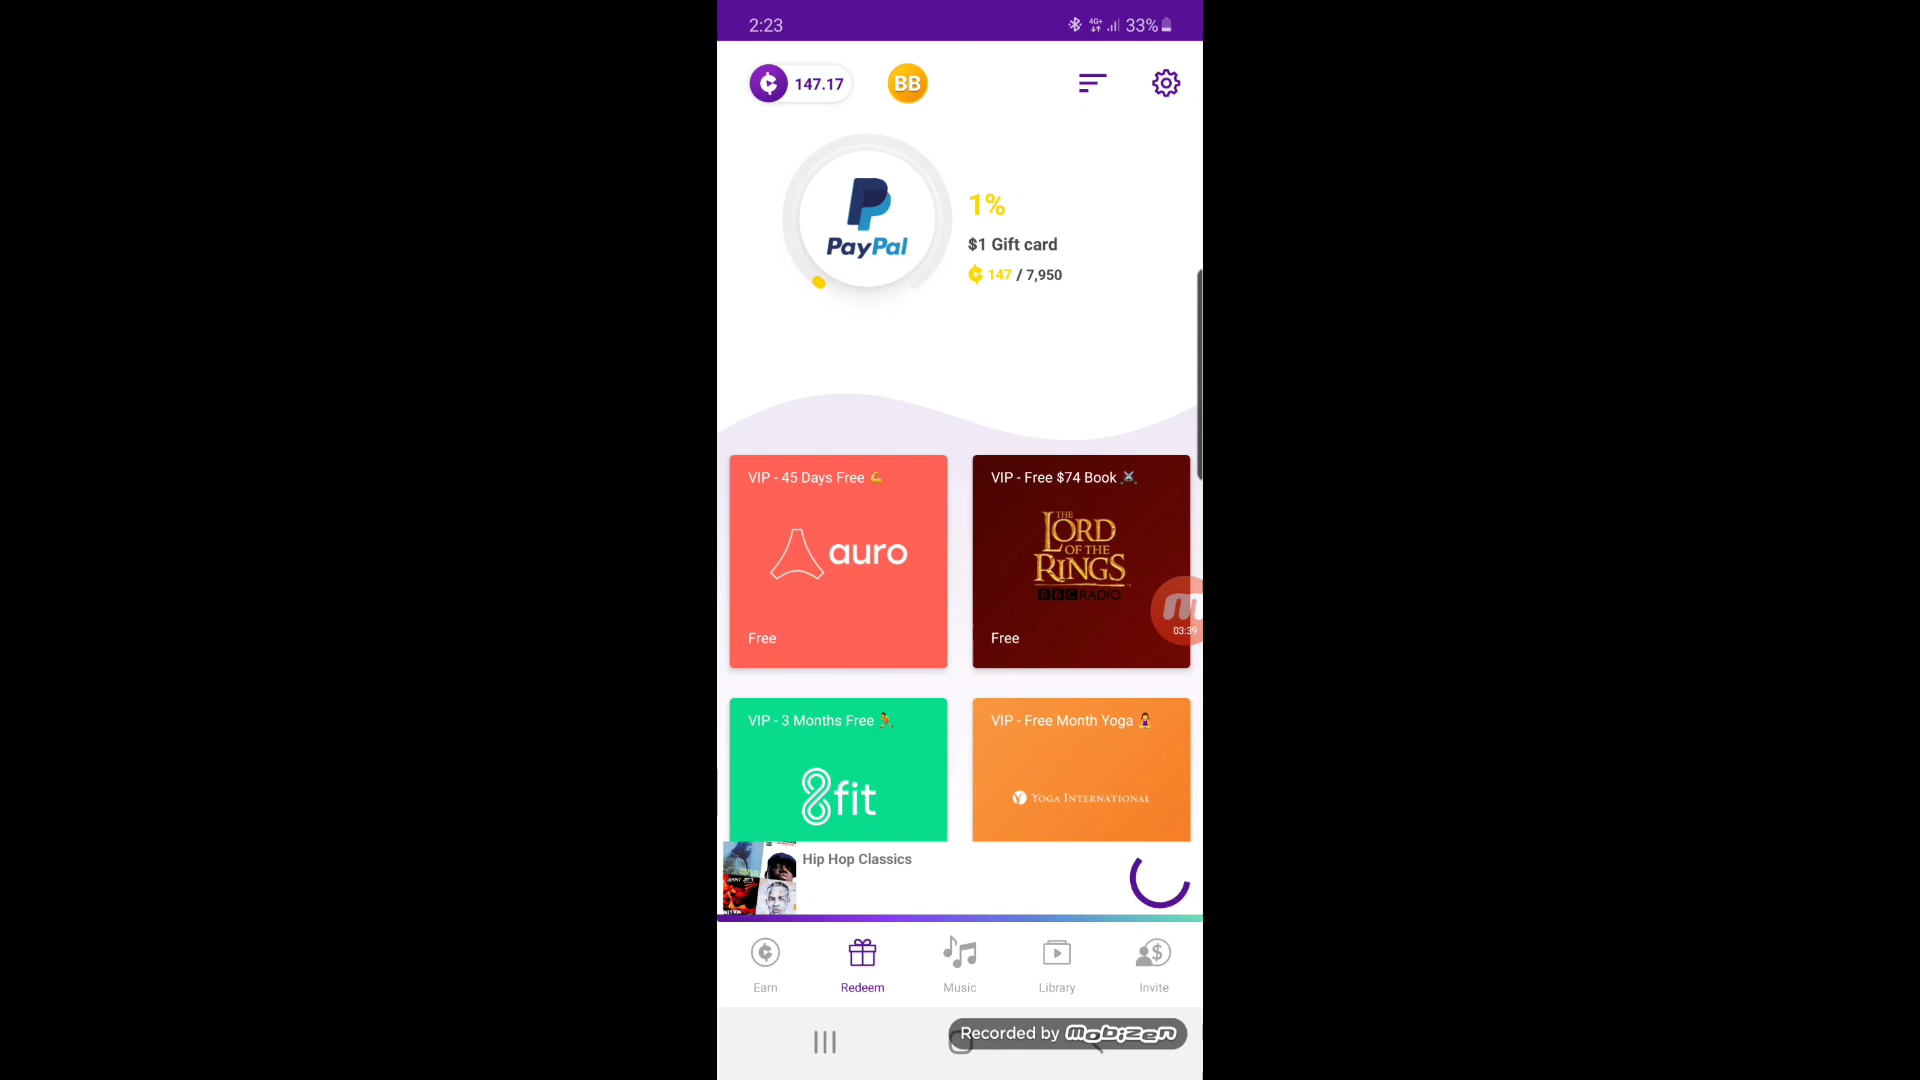 2:23
4G+
33%
147.17
BB
PayPal
1%
$1 Gift card
147 / 7,950
VIP - 45 Days Free
auro
Free
VIP - Free $74 Book
THE
LORD
OF THE
RINGS
BBC RADIO
Free
03:39
VIP - 3 Months Free
8fit
VIP - Free Month Yoga
YOGA INTERNATIONAL
Hip Hop Classics
Earn
Redeem
Music
Library
Invite
Recorded by mobizen